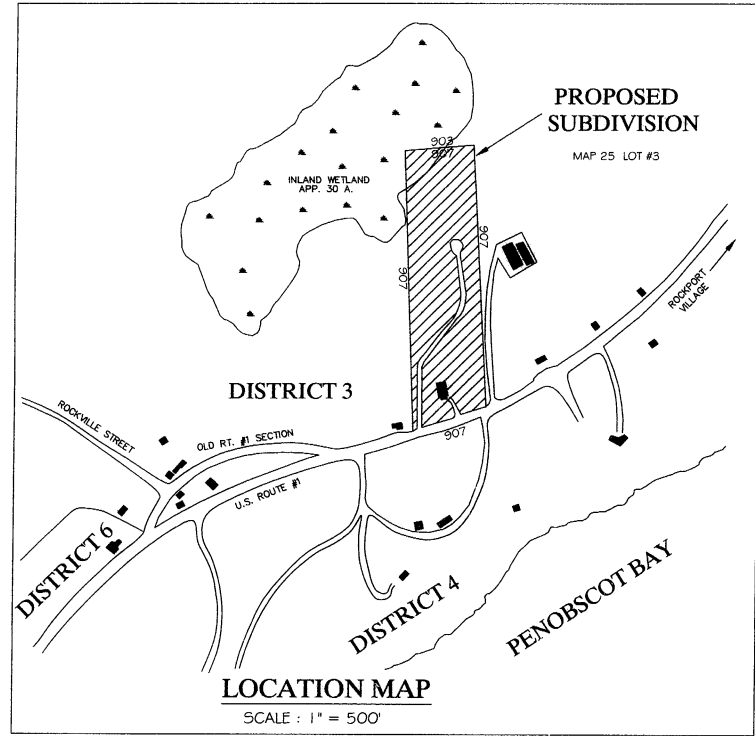 PROPOSED
SUBDIVISION
MAP 25 LOT #3
903
907
INLAND WETLAND
APP. 30 A.
907
907
ROCKPORT
VILLAGE
DISTRICT 3
ROCKVILLE STREET
OLD RT. #1 SECTION
907
U.S. ROUTE #1
DISTRICT 6
DISTRICT 4
PENOBSCOT BAY
LOCATION MAP
SCALE : 1" = 500'